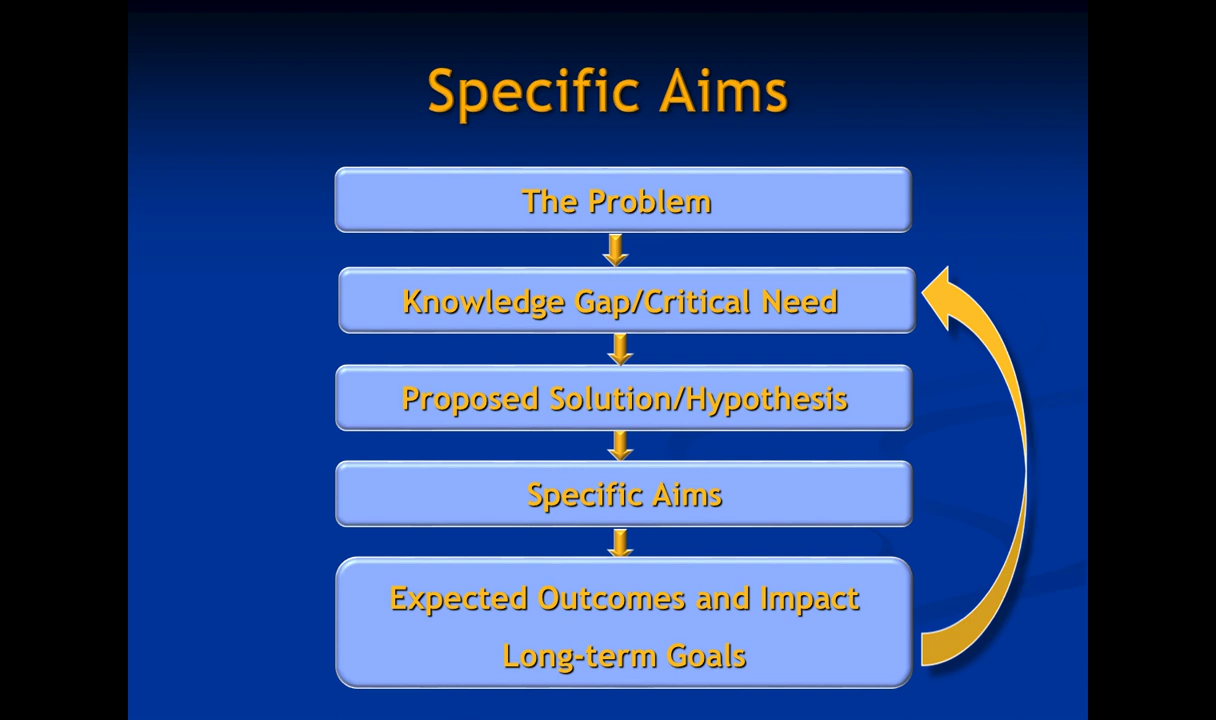 Specific Aims
The Problem
Knowledge Gap/Critical Need
Proposed Solution/Hypothesis
Specific Aims
Expected Outcomes and Impact
Long-term Goals